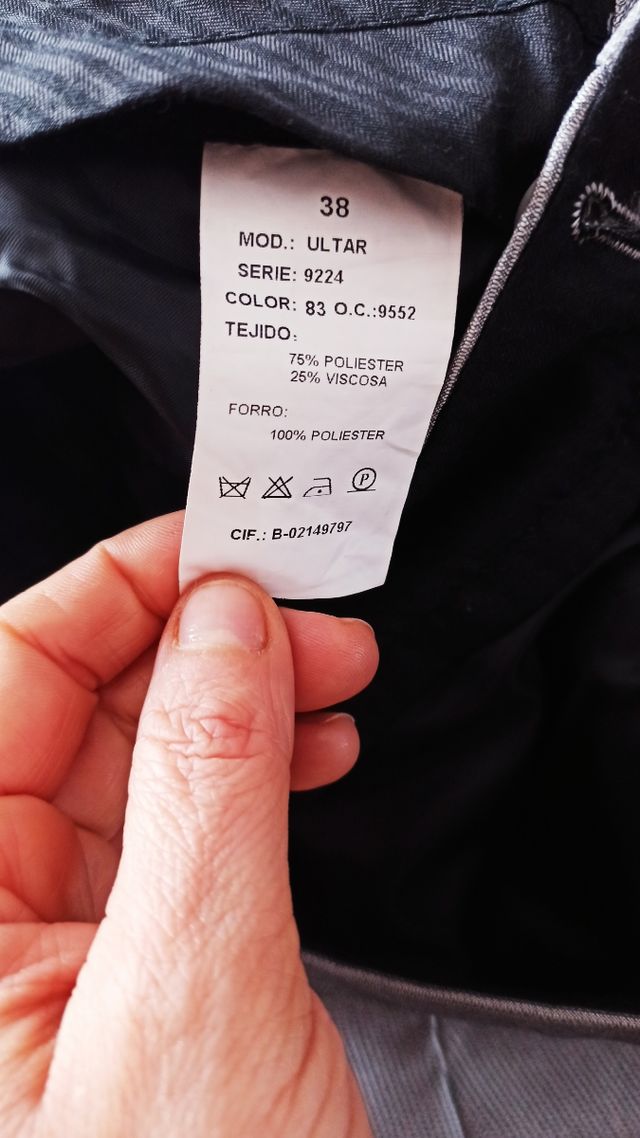 38
MOD.: ULTAR
SERIE: 9224
COLOR: 83 O.C.:9552
TEJIDO:
75% POLIESTER
25% VISCOSA
FORRO:
100% POLIESTER
P
CIF.: B-02149797